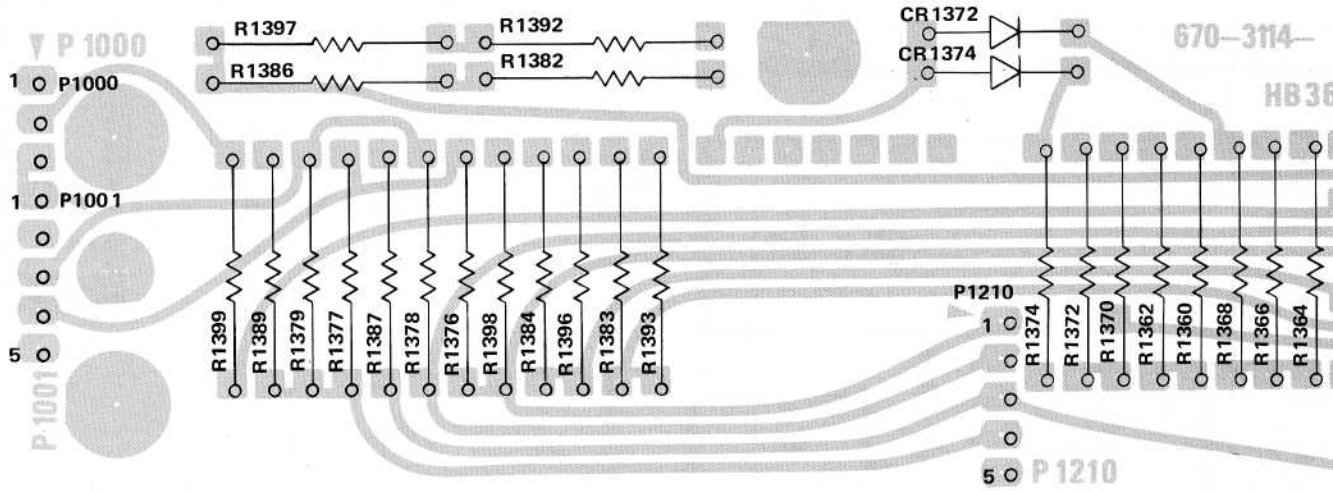 R1397
R1392
CR1372
P 1000
R1386
R1382
CR1374
670-3114-
1 P1000
HB36
1 P1001
P1210
1
5
R1399
R1389
R1379
R1377
R1387
R1378
R1376
R1398
R1384
R1396
R1383
R1393
R1374
R1372
R1370
R1362
R1360
R1368
R1366
R1364
P1001
5 P 1210